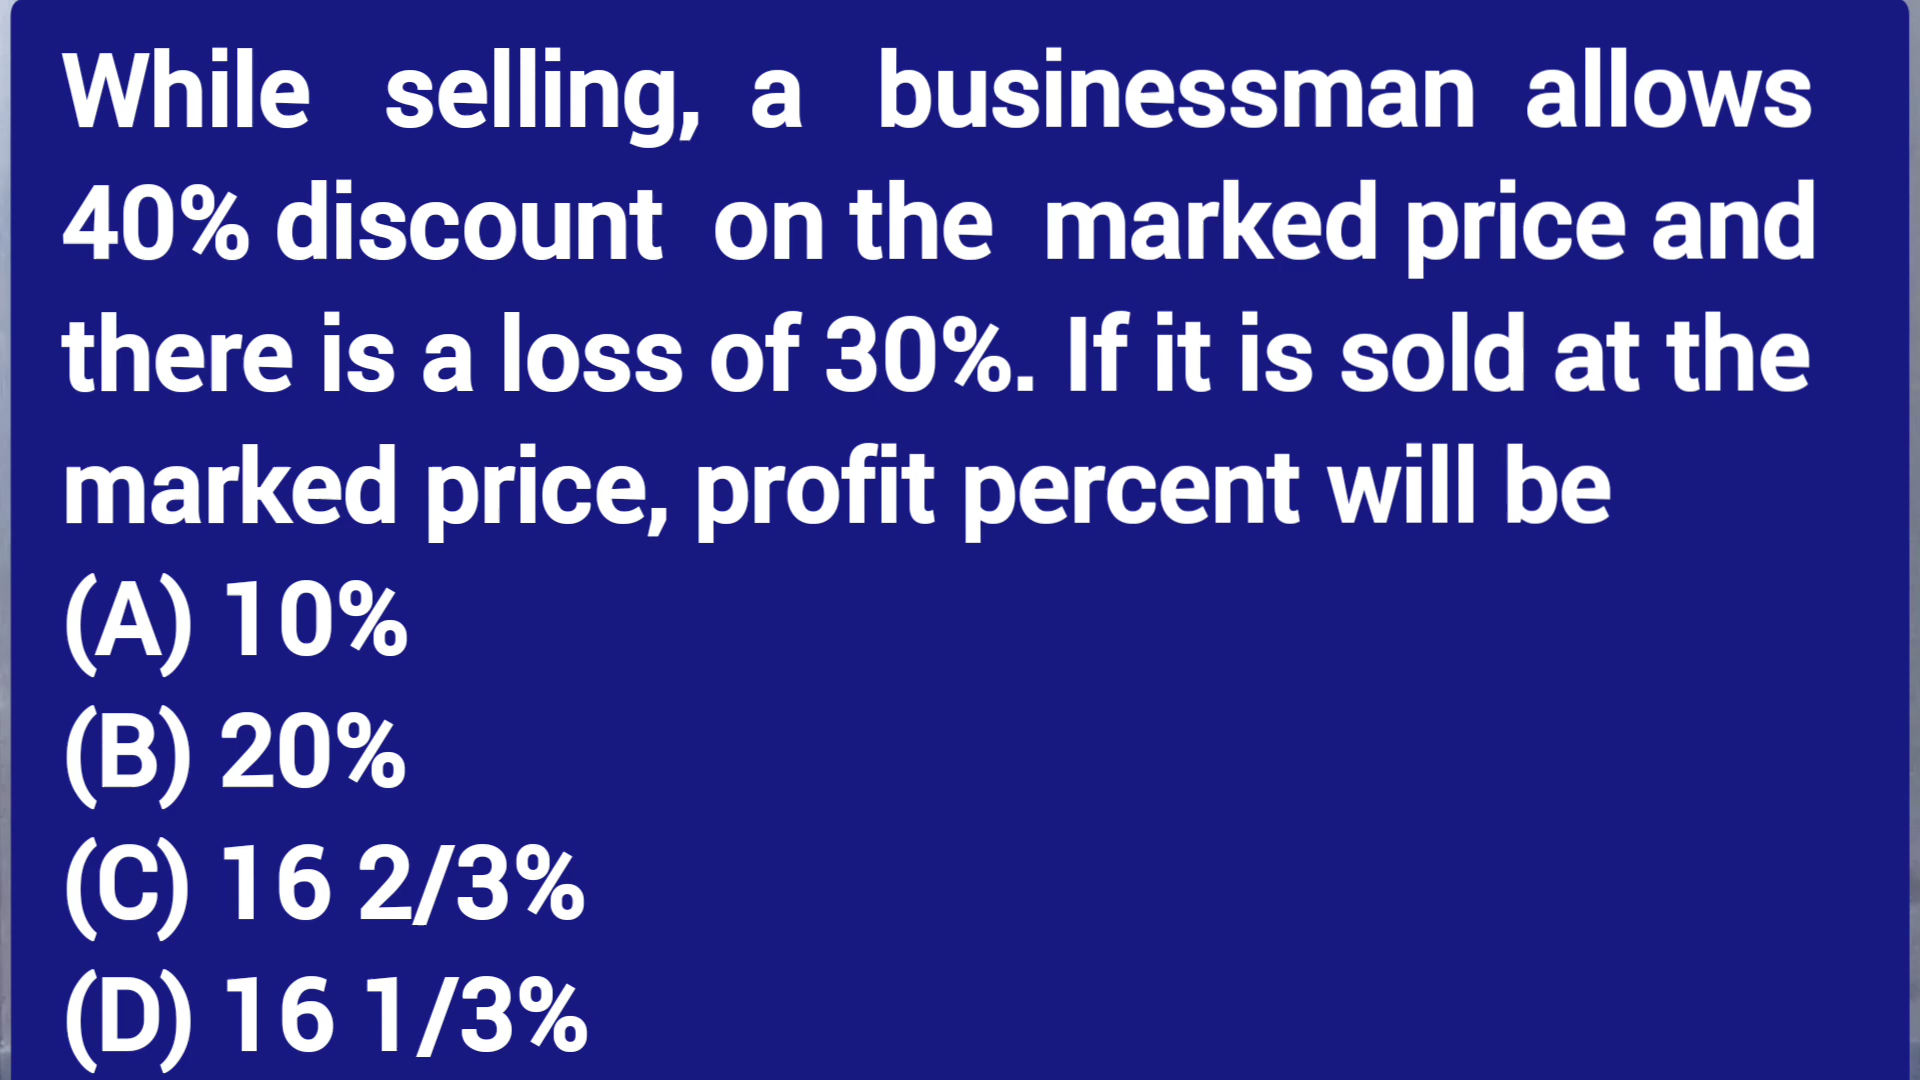 While selling, a businessman allows
40% discount on the marked price and
there is a loss of 30%. If it is sold at the
marked price, profit percent will be
(A) 10%
(B) 20%
(C) 16 2/3%
(D) 16 1/3%